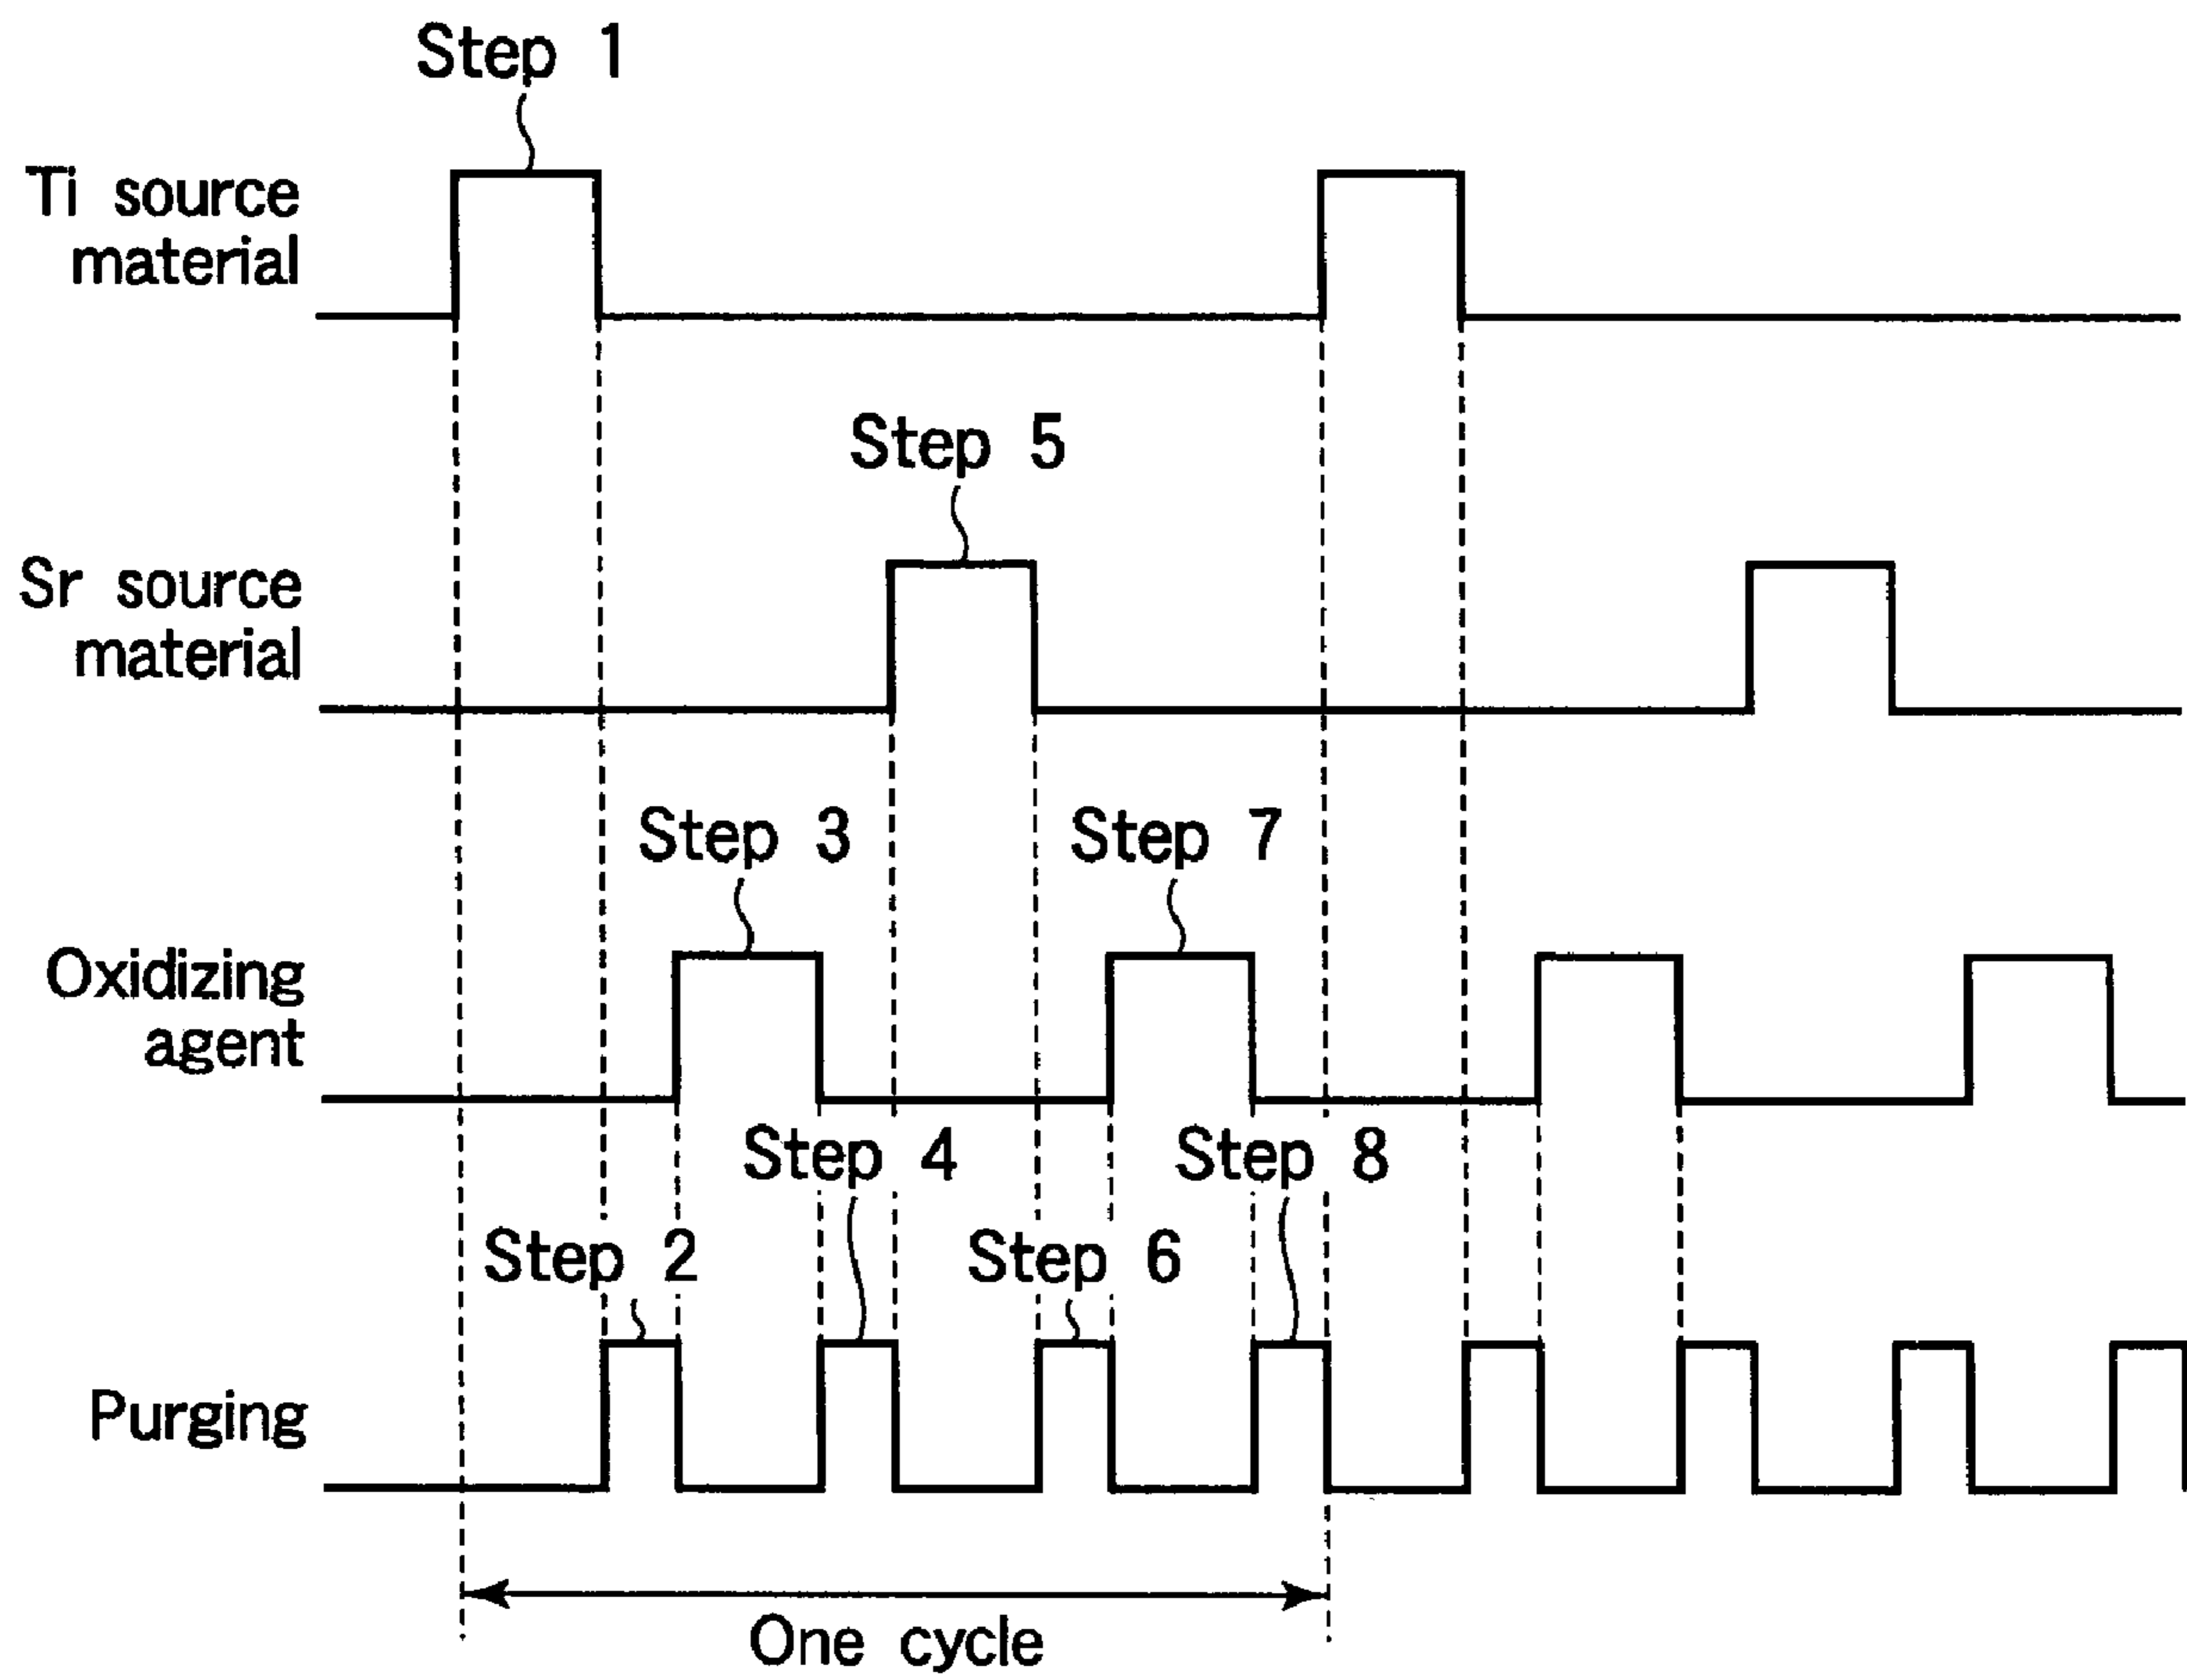 Step 1
Ti source
material
Step 5
Sr source
material
Step 3
Step 7
Oxidizing
agent
Step 4
Step 8
Step 2
Step 6
Purging
One cycle